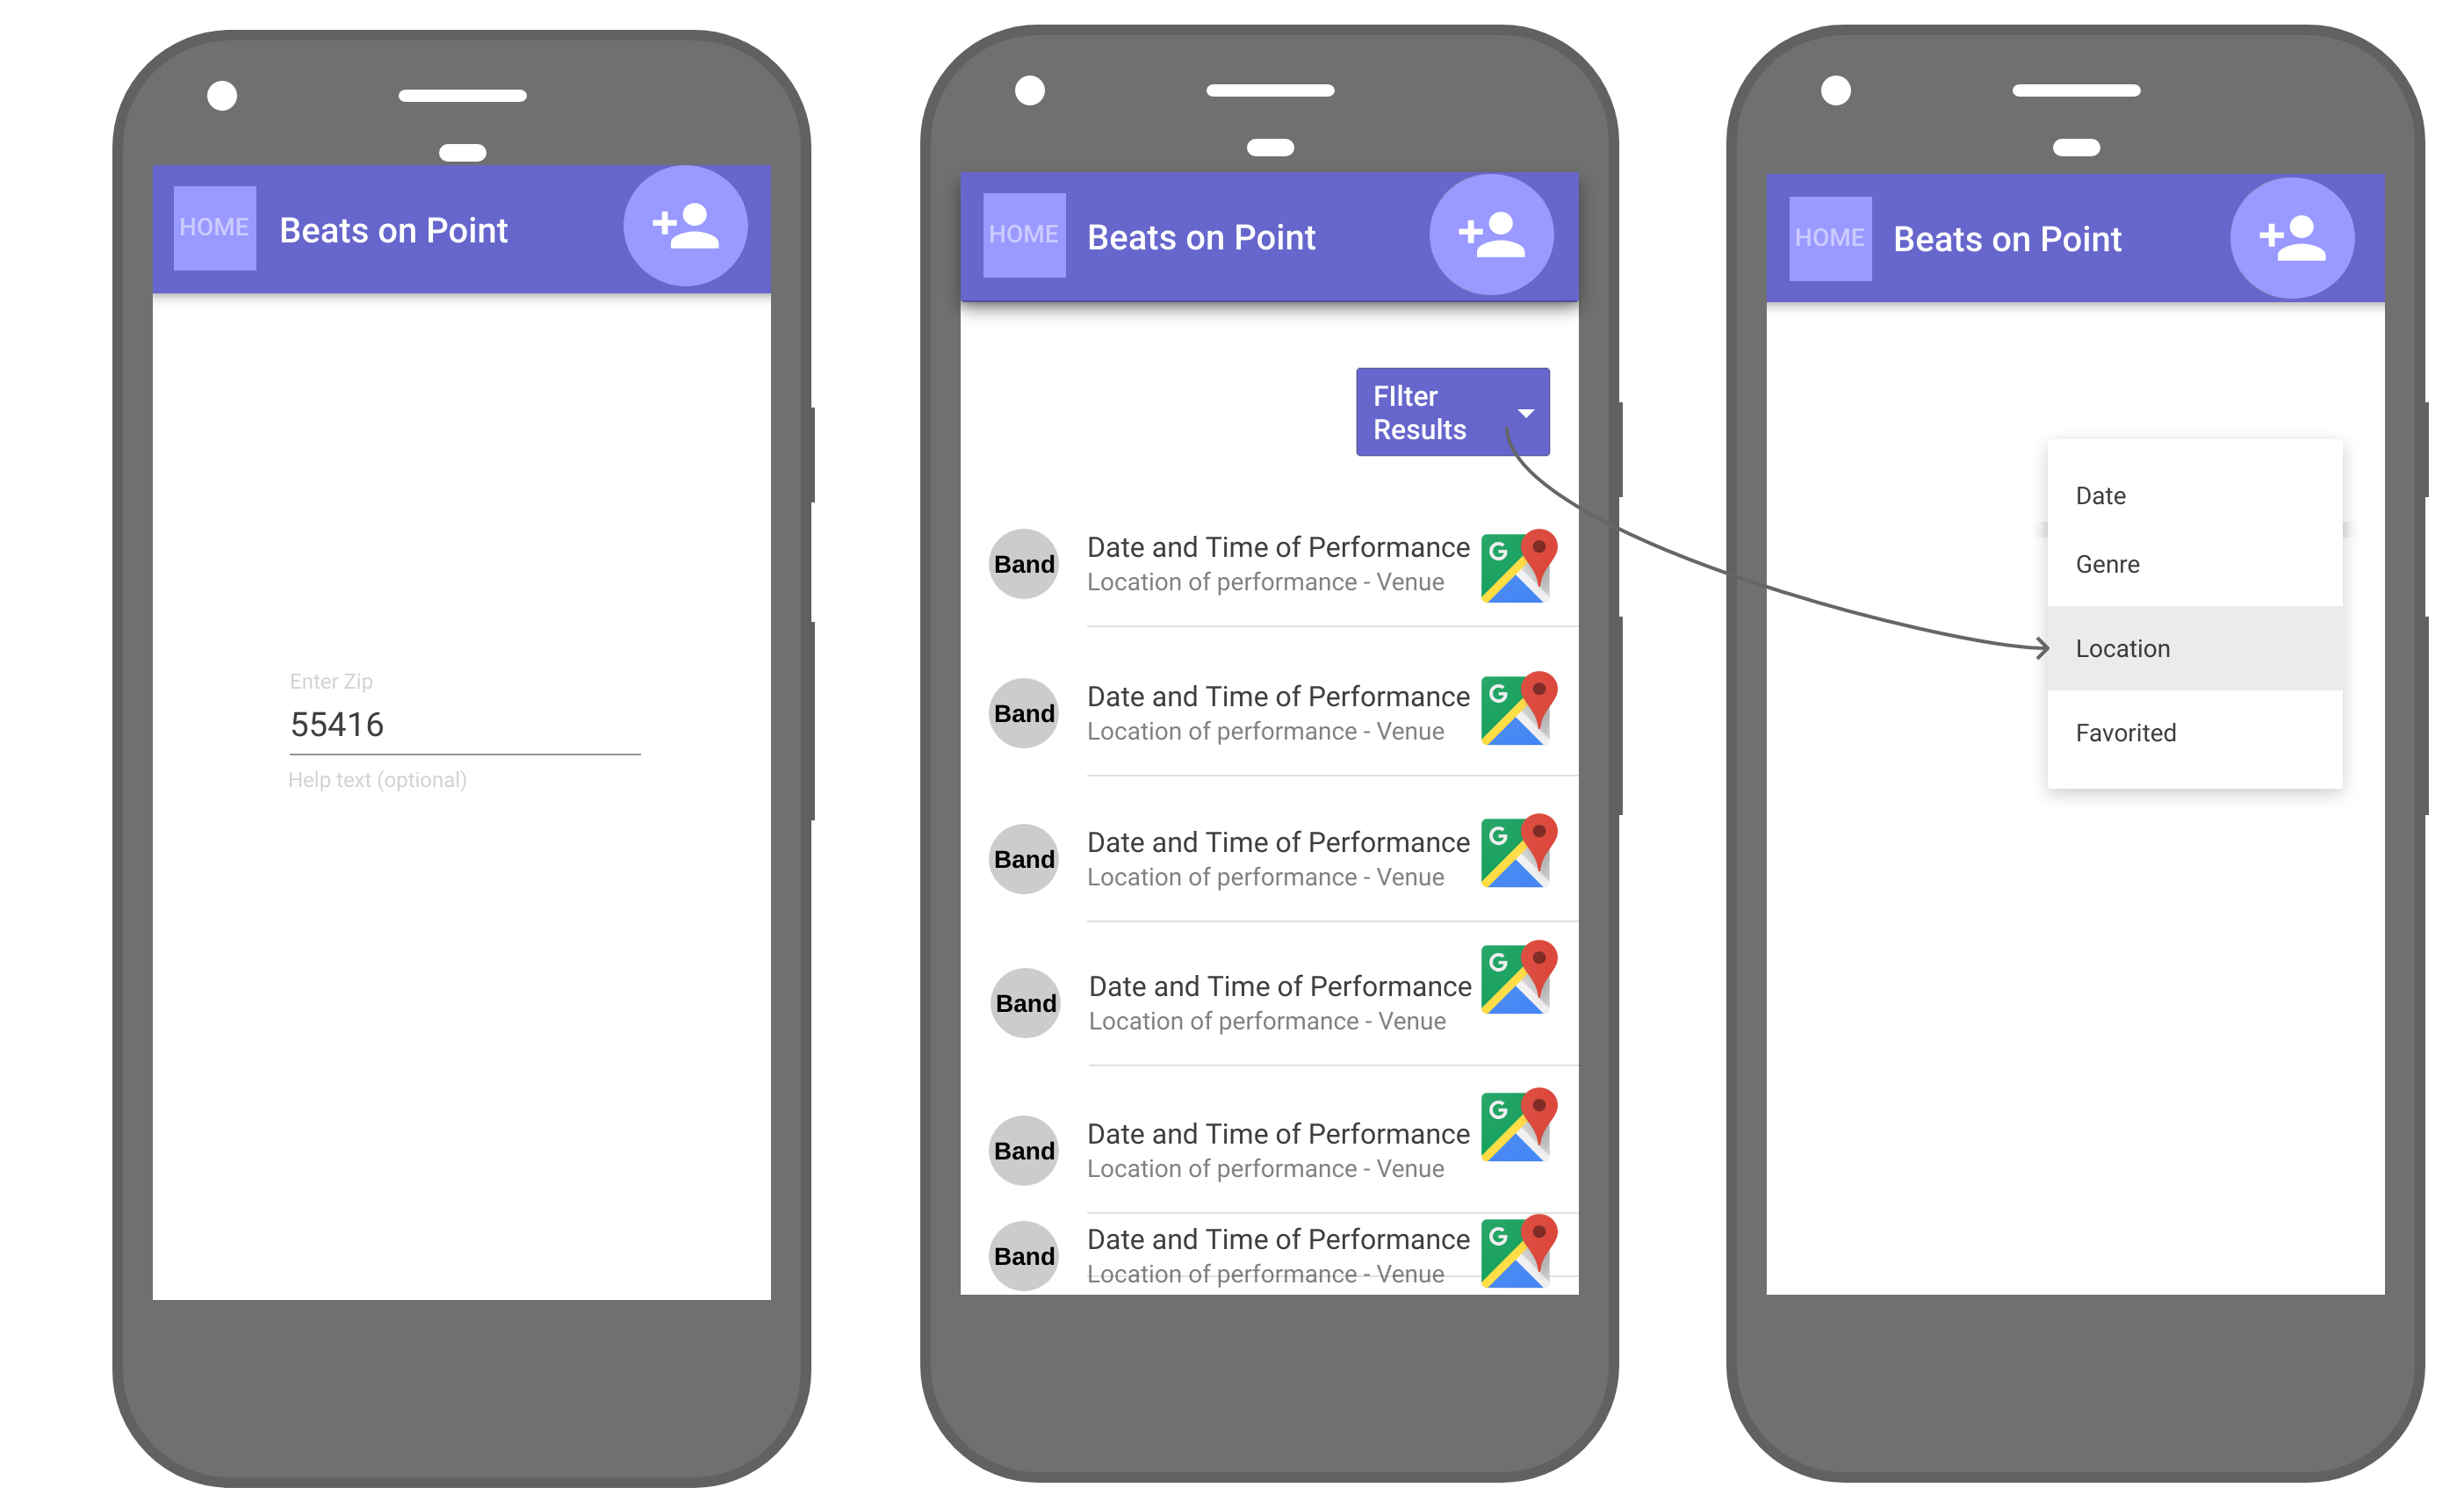 HOME
Beats on Point
Enter Zip
55416
Help text (optional)
HOME
Beats on Point
FIlter
Results
Band
Date and Time of Performance
Location of performance - Venue
G
Band
Date and Time of Performance
Location of performance - Venue
G
Band
Date and Time of Performance
Location of performance - Venue
G
Band
Date and Time of Performance
Location of performance - Venue
G
Band
Date and Time of Performance
Location of performance - Venue
G
Band
Date and Time of Performance
Location of performance - Venue
G
HOME
Beats on Point
Date
Genre
Location
Favorited